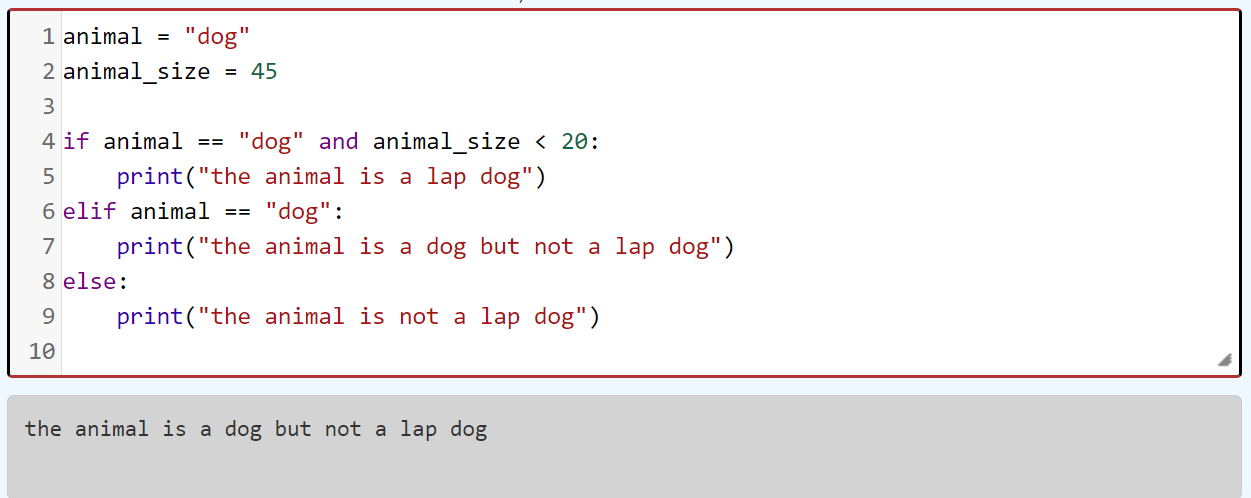 1 animal = "dog"
2 animal_size = 45
3
4 if animal == "dog" and animal_size < 20:
5     print("the animal is a lap dog")
6 elif animal == "dog":
7     print("the animal is a dog but not a lap dog")
8 else:
9     print("the animal is not a lap dog")
10
the animal is a dog but not a lap dog